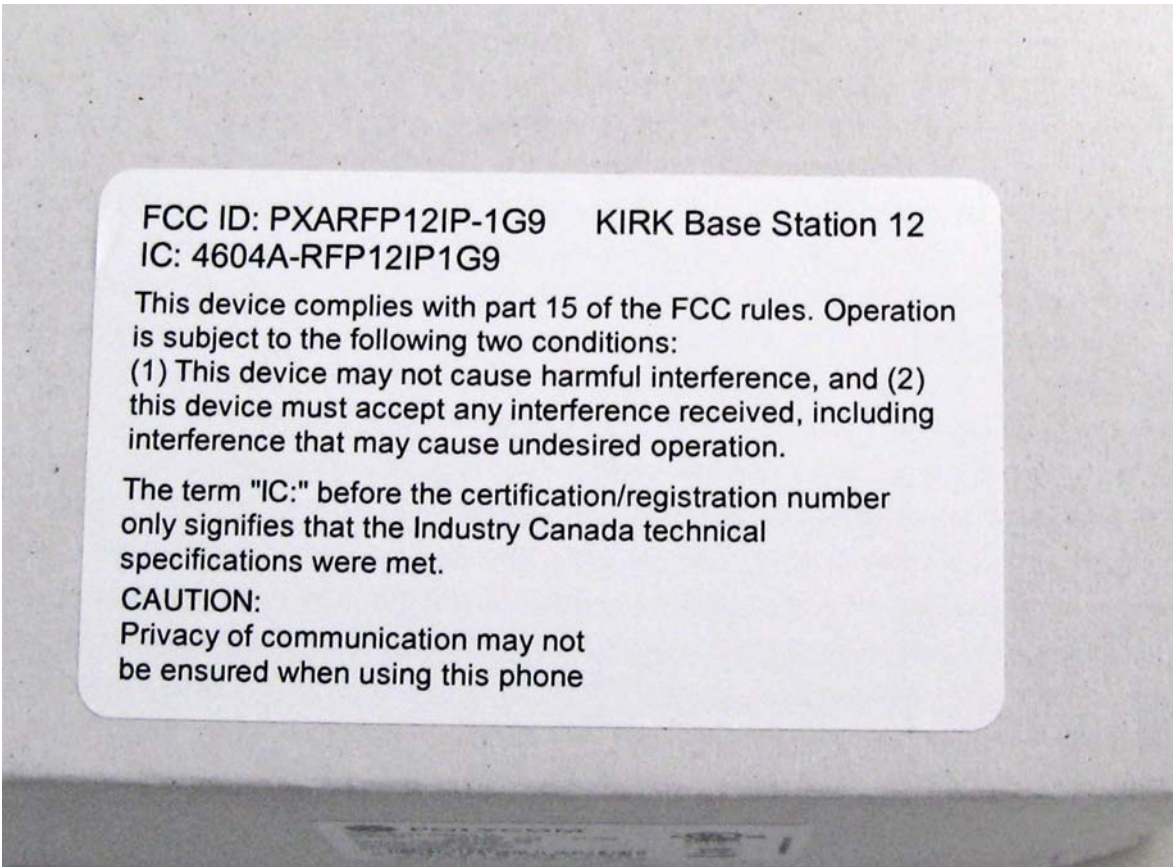 FCC ID: PXARFP12IP-1G9 KIRK Base Station 12
IC: 4604A-RFP12IP1G9
This device complies with part 15 of the FCC rules. Operation
is subject to the following two conditions:
(1) This device may not cause harmful interference, and (2)
this device must accept any interference received, including
interference that may cause undesired operation.
The term "IC:" before the certification/registration number
only signifies that the Industry Canada technical
specifications were met.
CAUTION:
Privacy of communication may not
be ensured when using this phone
POLYCOM